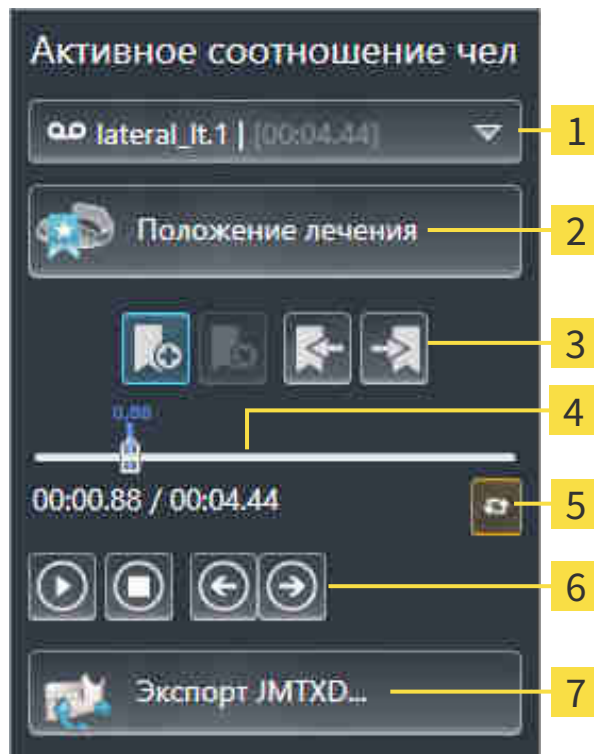 Активное соотношение чел
lateral_lt.1 | [00:04.44]
1
Положение лечения
2
3
0.88
4
00:00.88 / 00:04.44
5
6
Экспорт JMTXD...
7